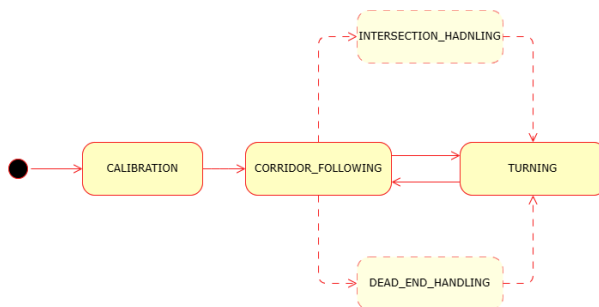 INTERSECTION_HADNLING
CALIBRATION
CORRIDOR_FOLLOWING
TURNING
DEAD_END_HANDLING